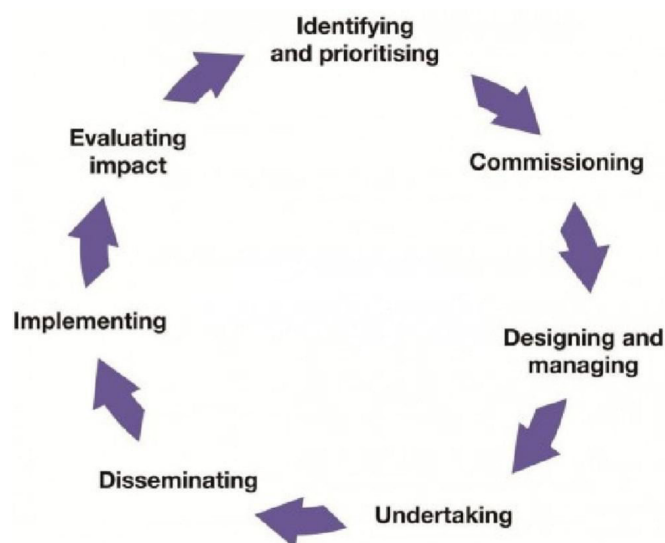 Identifying
and prioritising
Commissioning
Designing and
managing
Undertaking
Disseminating
Implementing
Evaluating
impact